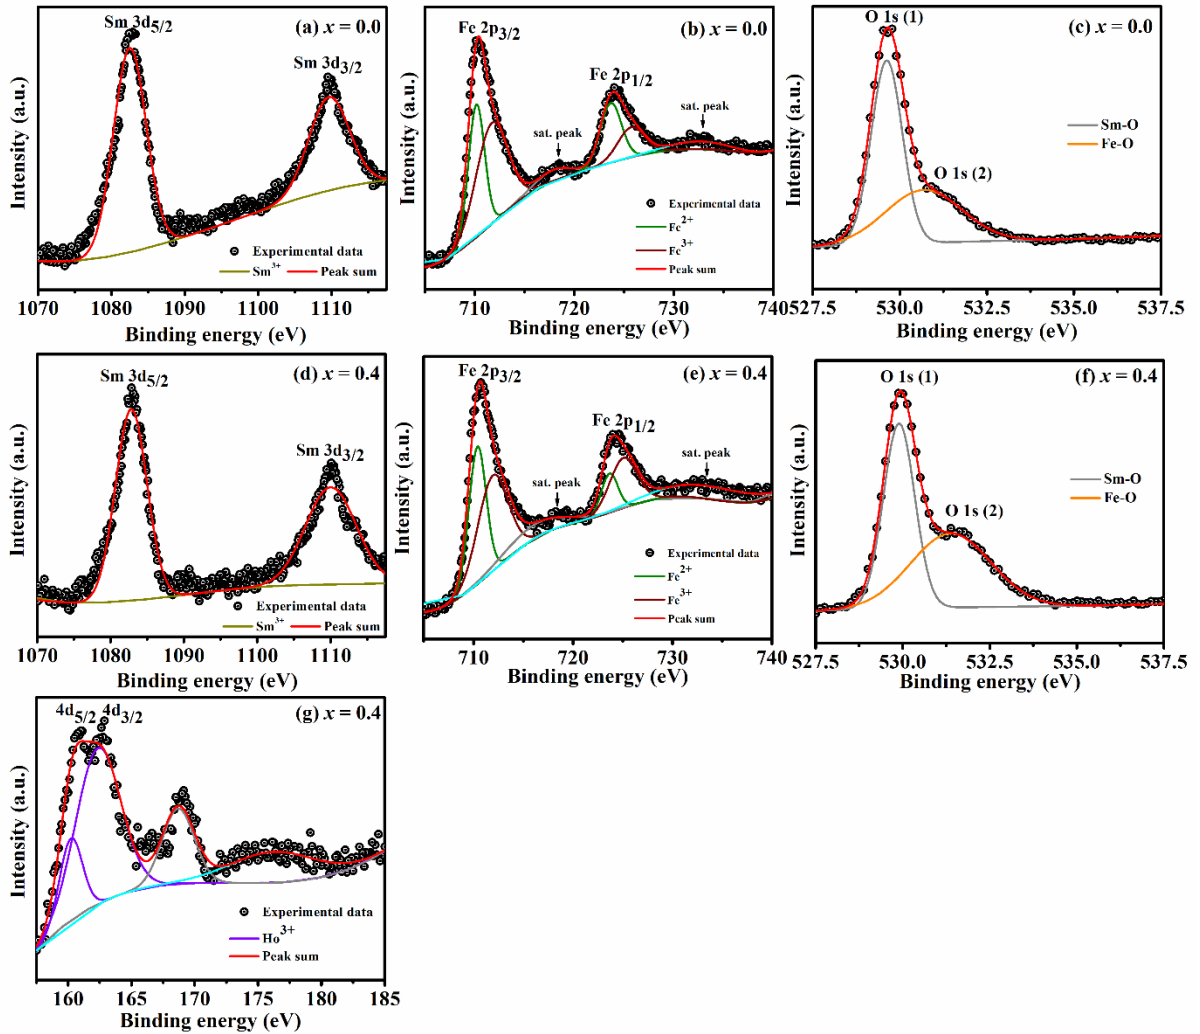 (a) x = 0.0
Sm 3d5/2
Sm 3d3/2
Experimental data
Sm3+ Peak sum
Intensity (a.u.)
1070 1080 1090 1100 1110
Binding energy (eV)
(b) x = 0.0
Fe 2p3/2
Fe 2p1/2
sat. peak
sat. peak
Experimental data
Fe2+
Fe3+
Peak sum
Intensity (a.u.)
710 720 730 740
Binding energy (eV)
(c) x = 0.0
O 1s (1)
O 1s (2)
Sm-O
Fe-O
Intensity (a.u.)
527.5 530.0 532.5 535.0 537.5
Binding energy (eV)
(d) x = 0.4
Sm 3d5/2
Sm 3d3/2
Experimental data
Sm3+ Peak sum
Intensity (a.u.)
1070 1080 1090 1100 1110
Binding energy (eV)
(e) x = 0.4
Fe 2p3/2
Fe 2p1/2
sat. peak
sat. peak
Experimental data
Fe2+
Fe3+
Peak sum
Intensity (a.u.)
710 720 730 740
Binding energy (eV)
(f) x = 0.4
O 1s (1)
O 1s (2)
Sm-O
Fe-O
Intensity (a.u.)
527.5 530.0 532.5 535.0 537.5
Binding energy (eV)
(g) x = 0.4
4d5/2 4d3/2
Experimental data
Ho3+
Peak sum
Intensity (a.u.)
160 165 170 175 180 185
Binding energy (eV)